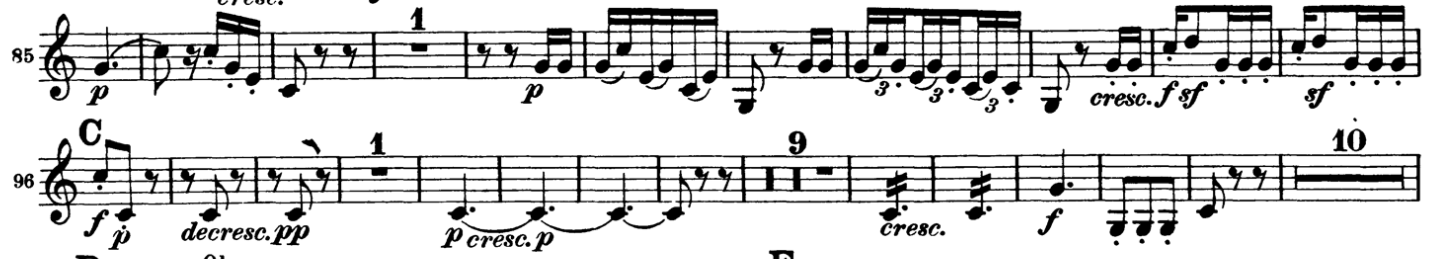 cresc.
1
85
p p 3 3 3 cresc. f sf sf
C 1 9 10
96
f p decresc. pp p cresc. p cresc. f